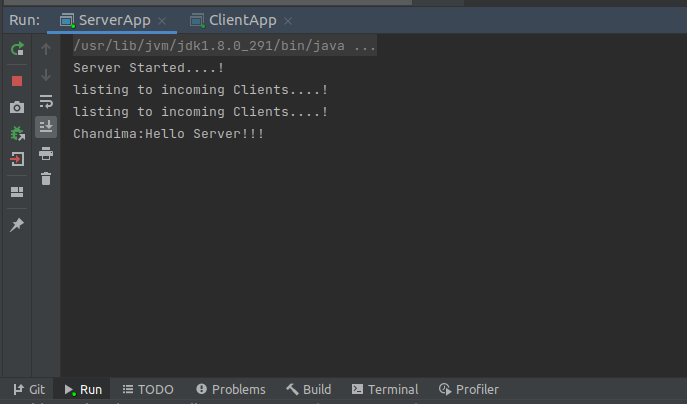 Run: ServerApp × ClientApp ×
/usr/lib/jvm/jdk1.8.0_291/bin/java ...
Server Started....!
listing to incoming Clients....!
listing to incoming Clients....!
Chandima:Hello Server!!!
Git Run TODO Problems Build Terminal Profiler